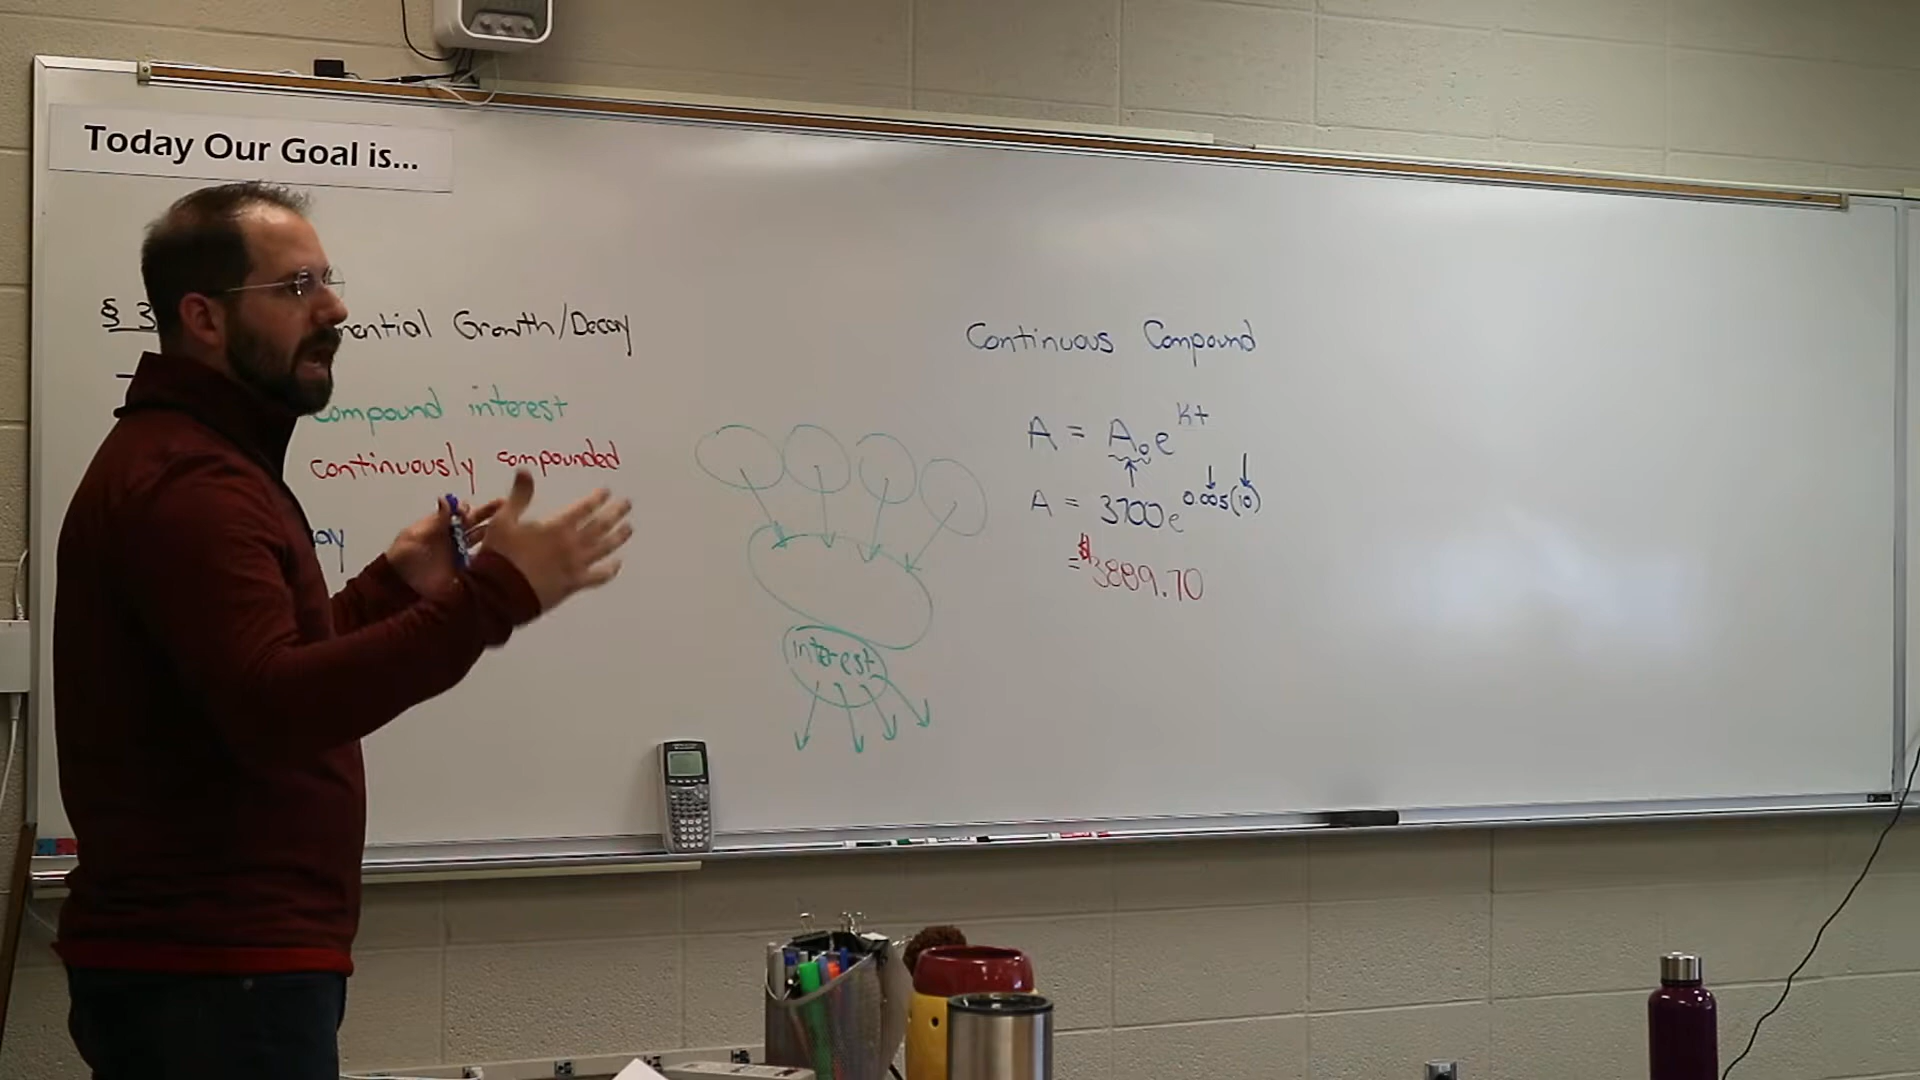 Today Our Goal is...
§ 3
nential Growth/Decay
compound interest
continuously compounded
ay
interest
Continuous Compound
A = A₀e^kt
A = 3700e^0.005(10)
= $3889.70